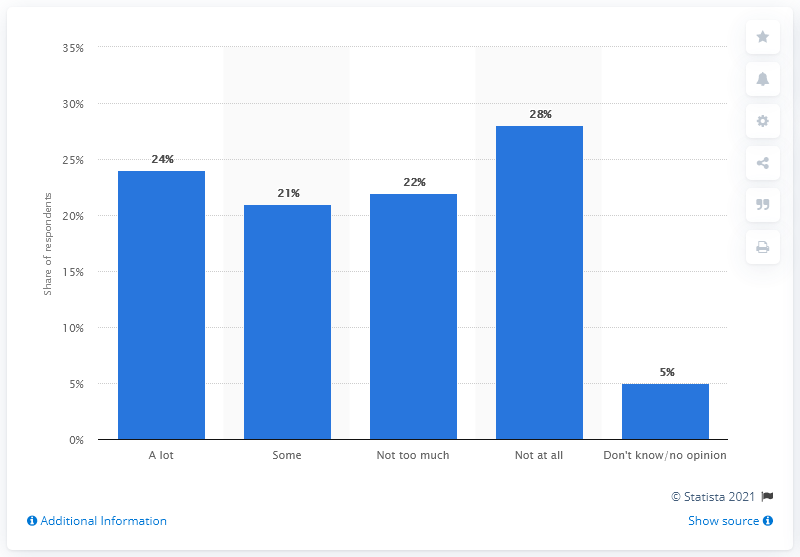 35%
30%
25%
20%
15%
10%
5%
0%
Share of respondents
24%
21%
22%
28%
5%
A lot
Some
Not too much
Not at all
Don't know/no opinion
© Statista 2021
Additional Information
Show source